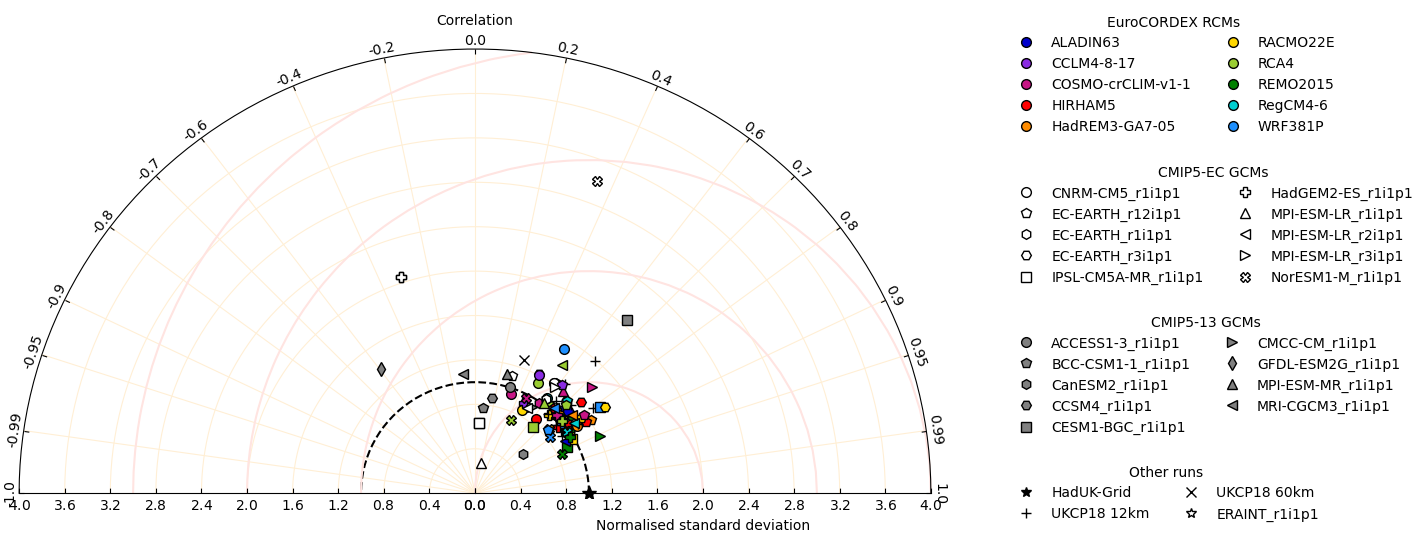 Correlation
-0.2
0.0
0.2
-0.4
0.4
-0.6
0.6
-0.7
0.7
-0.8
0.8
-0.9
0.9
-0.95
0.95
-0.99
0.99
-1.0
1.0
4.0 3.6 3.2 2.8 2.4 2.0 1.6 1.2 0.8 0.4 0.0 0.4 0.8 1.2 1.6 2.0 2.4 2.8 3.2 3.6 4.0
Normalised standard deviation
EuroCORDEX RCMs
ALADIN63 RACMO22E
CCLM4-8-17 RCA4
COSMO-crCLIM-v1-1 REMO2015
HIRHAM5 RegCM4-6
HadREM3-GA7-05 WRF381P
CMIP5-EC GCMs
CNRM-CM5_r1i1p1 HadGEM2-ES_r1i1p1
EC-EARTH_r12i1p1 MPI-ESM-LR_r1i1p1
EC-EARTH_r1i1p1 MPI-ESM-LR_r2i1p1
EC-EARTH_r3i1p1 MPI-ESM-LR_r3i1p1
IPSL-CM5A-MR_r1i1p1 NorESM1-M_r1i1p1
CMIP5-13 GCMs
ACCESS1-3_r1i1p1 CMCC-CM_r1i1p1
BCC-CSM1-1_r1i1p1 GFDL-ESM2G_r1i1p1
CanESM2_r1i1p1 MPI-ESM-MR_r1i1p1
CCSM4_r1i1p1 MRI-CGCM3_r1i1p1
CESM1-BGC_r1i1p1
Other runs
HadUK-Grid UKCP18 60km
UKCP18 12km ERAINT_r1i1p1